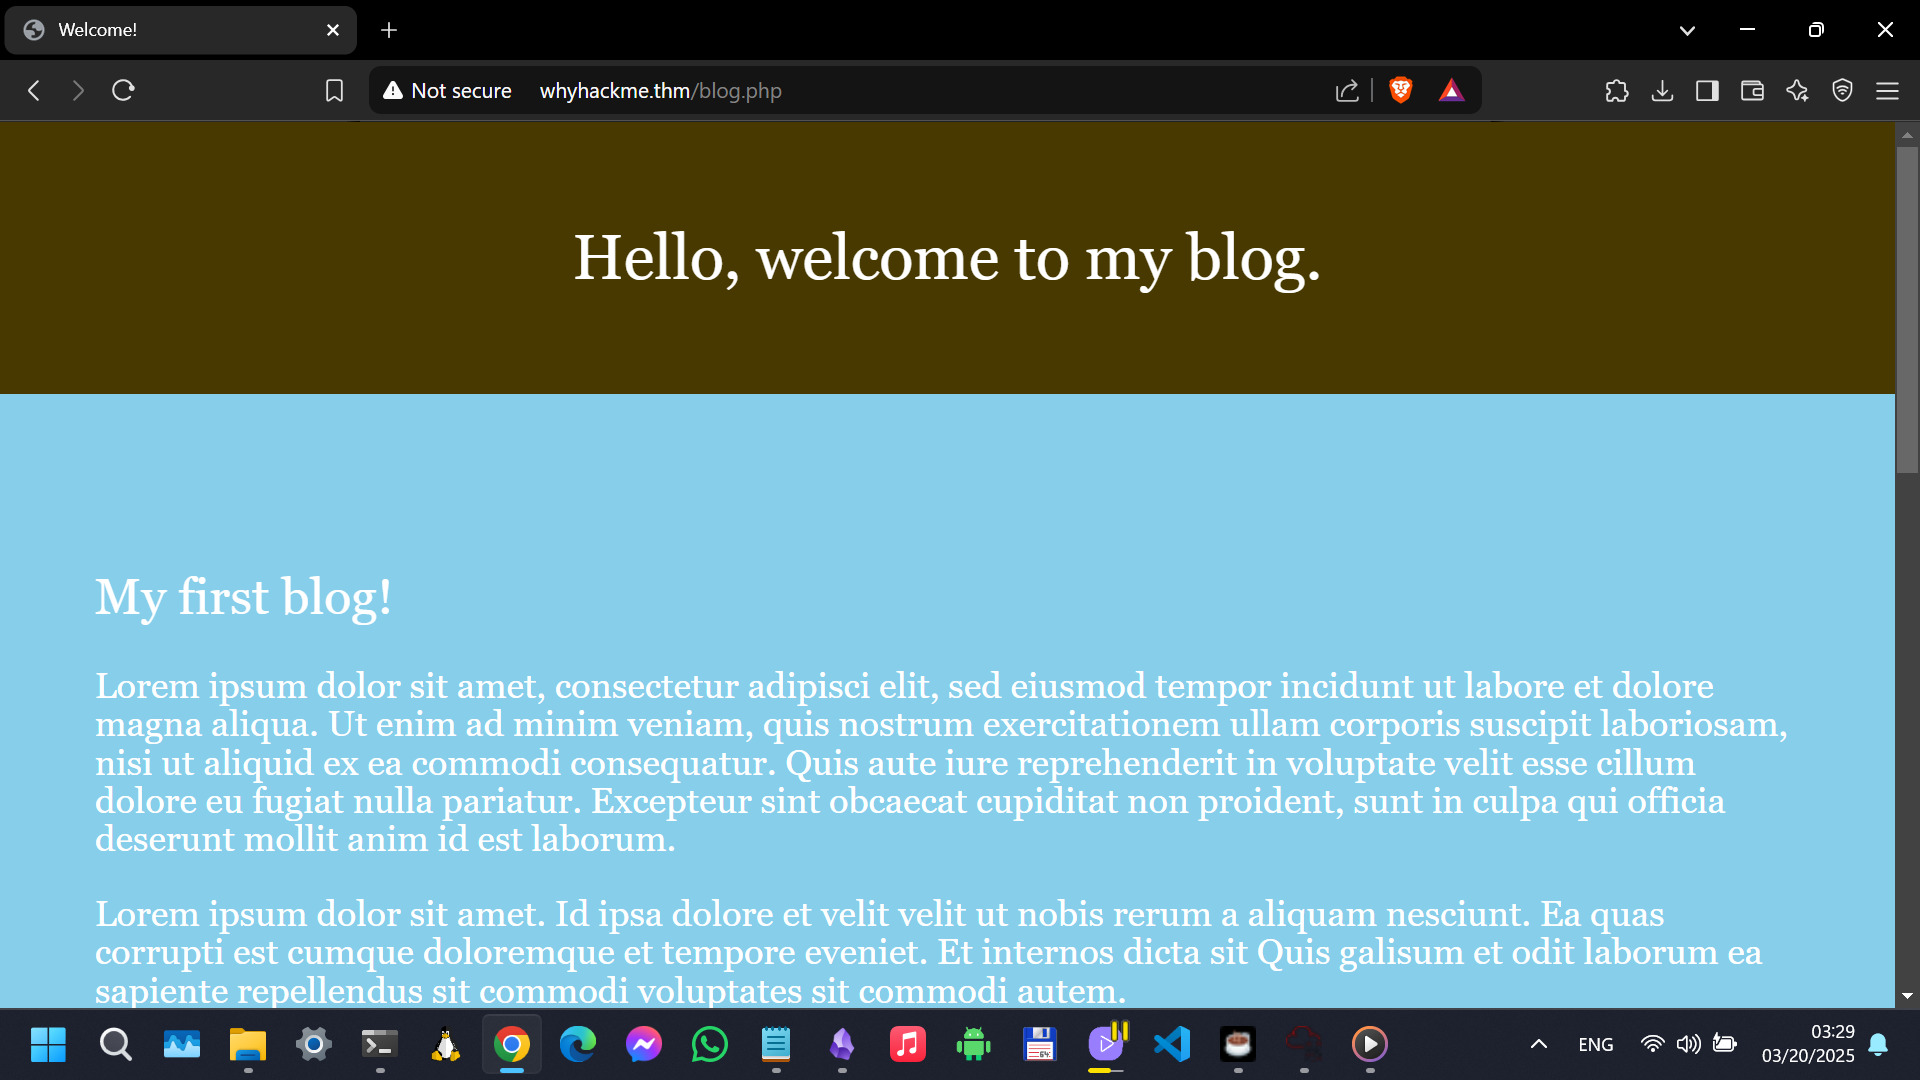 Welcome!
Not secure whyhackme.thm/blog.php
Hello, welcome to my blog.
My first blog!
Lorem ipsum dolor sit amet, consectetur adipisci elit, sed eiusmod tempor incidunt ut labore et dolore
magna aliqua. Ut enim ad minim veniam, quis nostrum exercitationem ullam corporis suscipit laboriosam,
nisi ut aliquid ex ea commodi consequatur. Quis aute iure reprehenderit in voluptate velit esse cillum
dolore eu fugiat nulla pariatur. Excepteur sint obcaecat cupiditat non proident, sunt in culpa qui officia
deserunt mollit anim id est laborum.
Lorem ipsum dolor sit amet. Id ipsa dolore et velit velit ut nobis rerum a aliquam nesciunt. Ea quas
corrupti est cumque doloremque et tempore eveniet. Et internos dicta sit Quis galisum et odit laborum ea
sapiente repellendus sit commodi voluptates sit commodi autem.
64:
ENG
03:29
03/20/2025